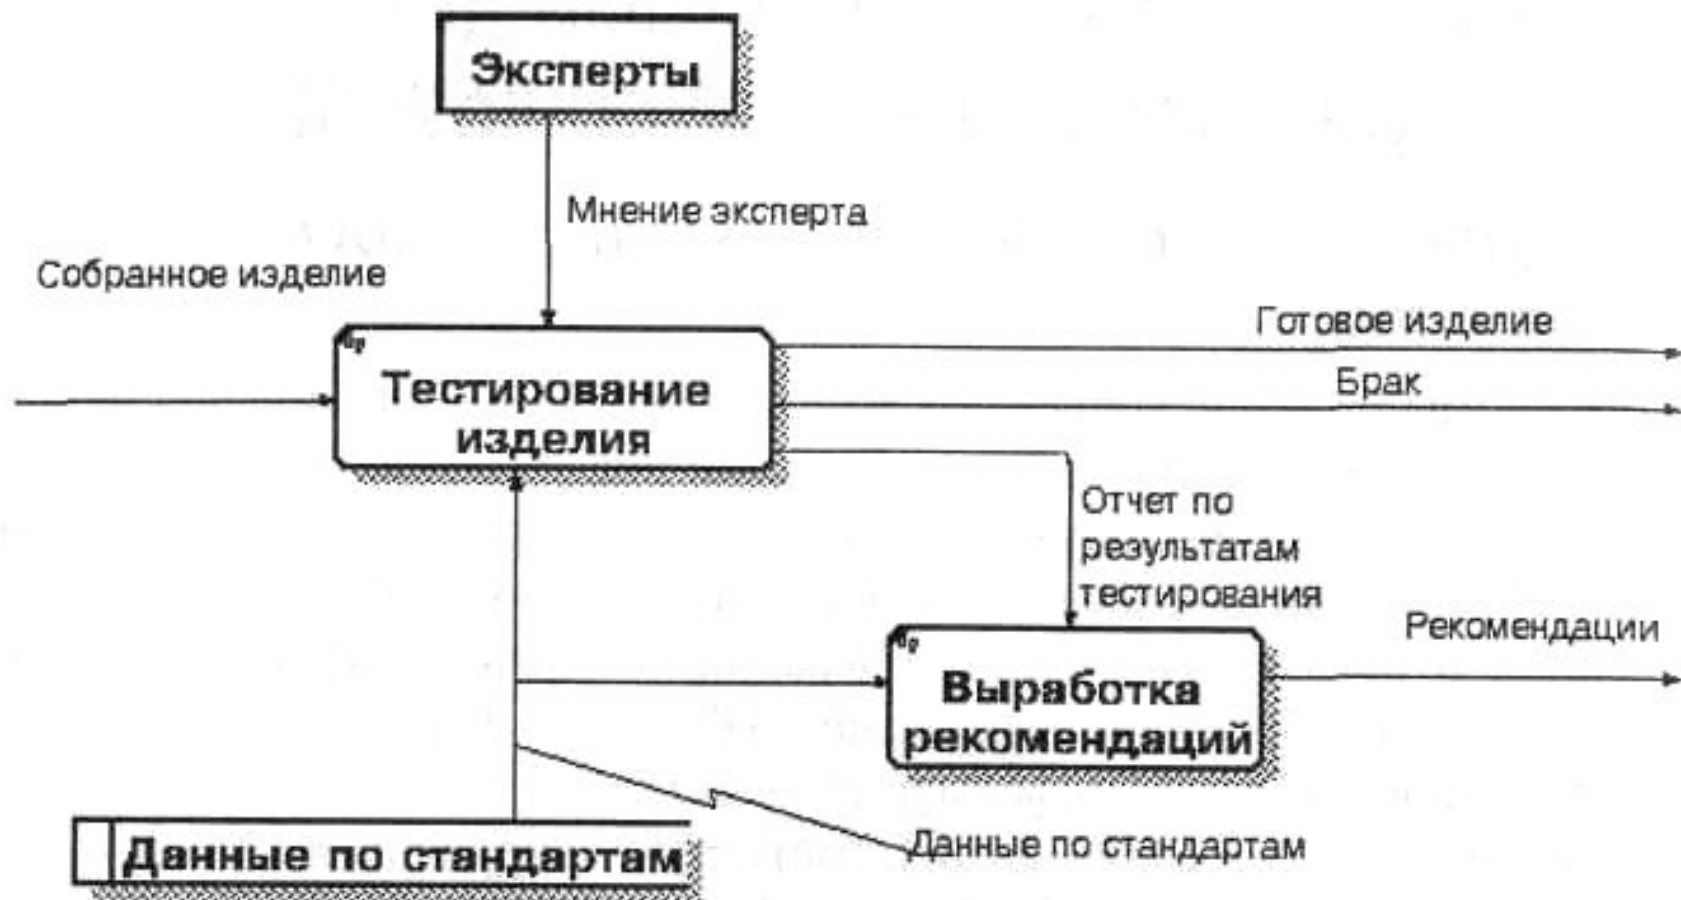 Эксперты
Мнение эксперта
Собранное изделие
Готовое изделие
Брак
Тестирование
изделия
Отчет по
результатам
тестирования
Рекомендации
Выработка
рекомендаций
Данные по стандартам
Данные по стандартам